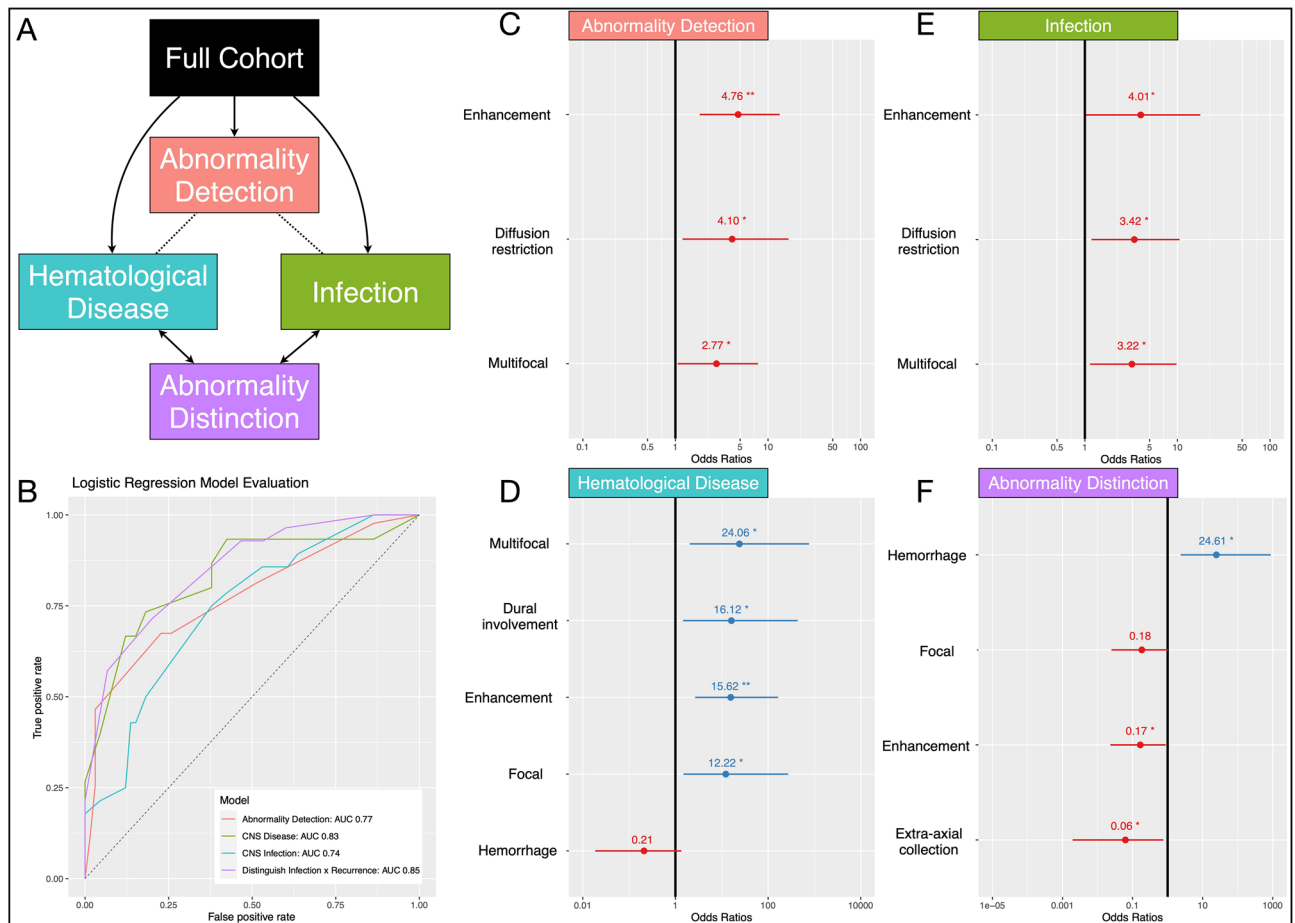 A
Full Cohort
Abnormality
Detection
Hematological
Disease
Infection
Abnormality
Distinction
B
Logistic Regression Model Evaluation
True positive rate
1.00
0.75
0.50
0.25
0.00
Model
Abnormality Detection: AUC 0.77
CNS Disease: AUC 0.83
CNS Infection: AUC 0.74
Distinguish Infection x Recurrence: AUC 0.85
0.00 0.25 0.50 0.75 1.00
False positive rate
C
Abnormality Detection
4.76 **
Enhancement
4.10 *
Diffusion
restriction
2.77 *
Multifocal
0.1 0.5 1 5 10 50 100
Odds Ratios
D
Hematological Disease
24.06 *
Multifocal
16.12 *
Dural
involvement
15.62 **
Enhancement
12.22 *
Focal
0.21
Hemorrhage
0.01 1 100 10000
Odds Ratios
E
Infection
4.01 *
Enhancement
3.42 *
Diffusion
restriction
3.22 *
Multifocal
0.1 0.5 1 5 10 50 100
Odds Ratios
F
Abnormality Distinction
24.61 *
Hemorrhage
0.18
Focal
0.17 *
Enhancement
0.06 *
Extra-axial
collection
1e-05 0.001 0.1 10 1000
Odds Ratios